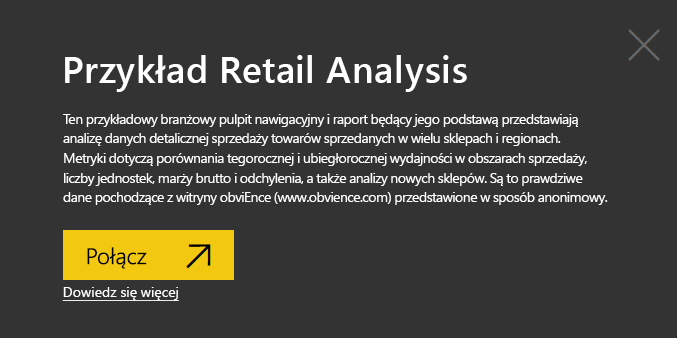 Przykład Retail Analysis
Ten przykładowy branżowy pulpit nawigacyjny i raport będący jego podstawą przedstawiają
analizę danych detalicznej sprzedaży towarów sprzedanych w wielu sklepach i regionach.
Metryki dotyczą porównania tegorocznej i ubiegłorocznej wydajności w obszarach sprzedaży,
liczby jednostek, marży brutto i odchylenia, a także analizy nowych sklepów. Są to prawdziwe
dane pochodzące z witryny obviEnce (www.obvience.com) przedstawione w sposób anonimowy.
Połącz
Dowiedz się więcej